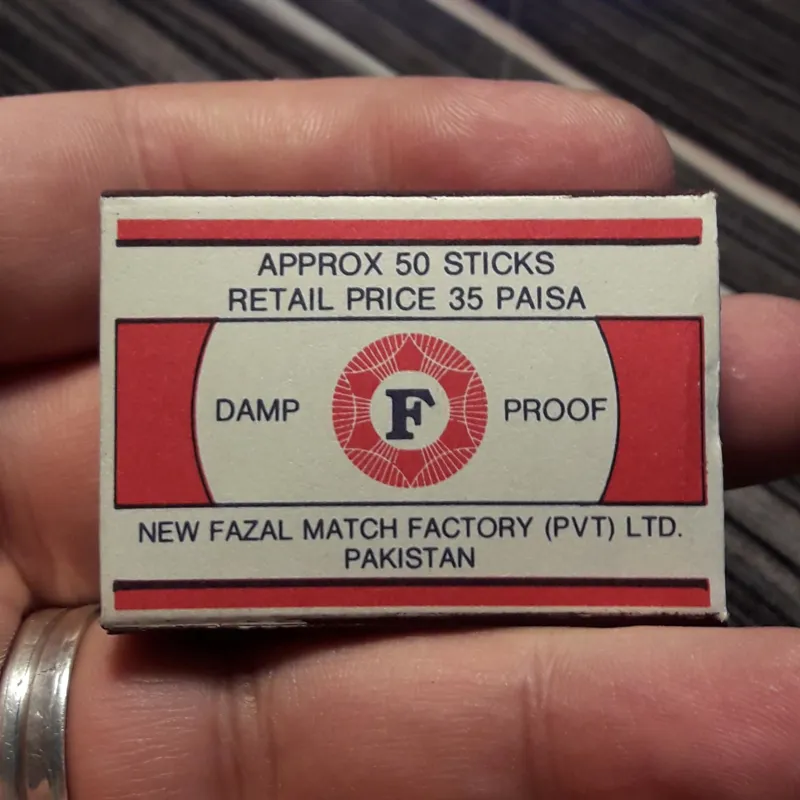 APPROX 50 STICKS
RETAIL PRICE 35 PAISA
DAMP F PROOF
NEW FAZAL MATCH FACTORY (PVT) LTD.
PAKISTAN